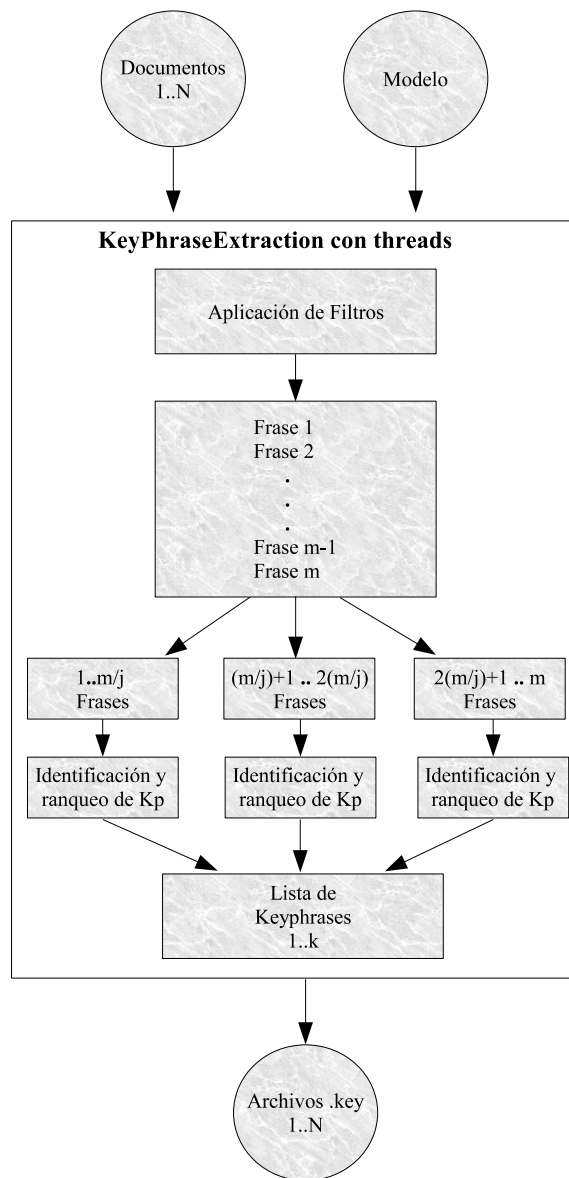 Documentos
1..N
Modelo
KeyPhraseExtraction con threads
Aplicación de Filtros
Frase 1
Frase 2
.
.
.
Frase m-1
Frase m
1..m/j
Frases
(m/j)+1 .. 2(m/j)
Frases
2(m/j)+1 .. m
Frases
Identificación y
ranqueo de Kp
Identificación y
ranqueo de Kp
Identificación y
ranqueo de Kp
Lista de
Keyphrases
1..k
Archivos .key
1..N